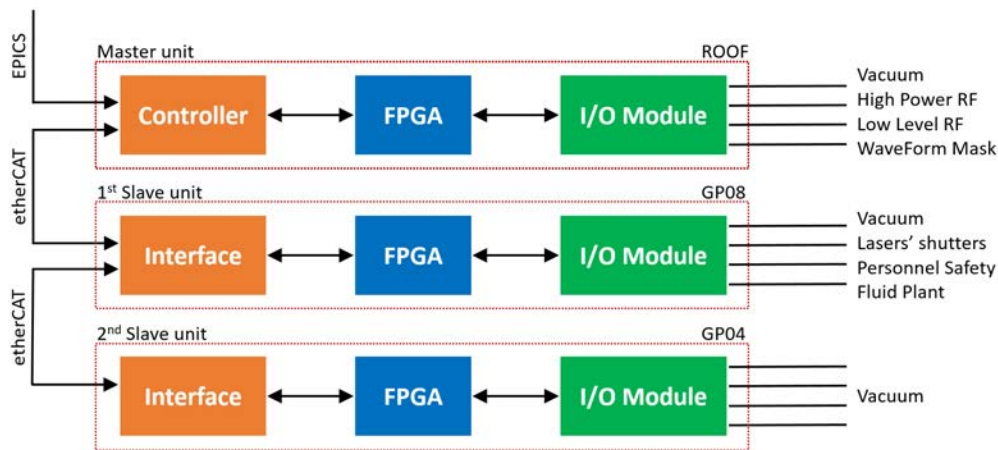 EPICS
Master unit
ROOF
Controller
FPGA
I/O Module
Vacuum
High Power RF
Low Level RF
WaveForm Mask
etherCAT
1st Slave unit
GP08
Interface
FPGA
I/O Module
Vacuum
Lasers’ shutters
Personnel Safety
Fluid Plant
etherCAT
2nd Slave unit
GP04
Interface
FPGA
I/O Module
Vacuum